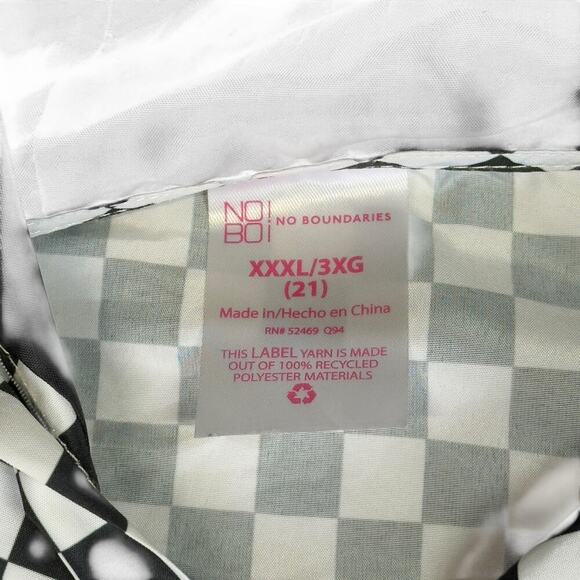 NO!
BO¡
NO BOUNDARIES
XXXL/3XG
(21)
Made in/Hecho en China
RN# 52469 Q94
THIS LABEL YARN IS MADE
OUT OF 100% RECYCLED
POLYESTER MATERIALS